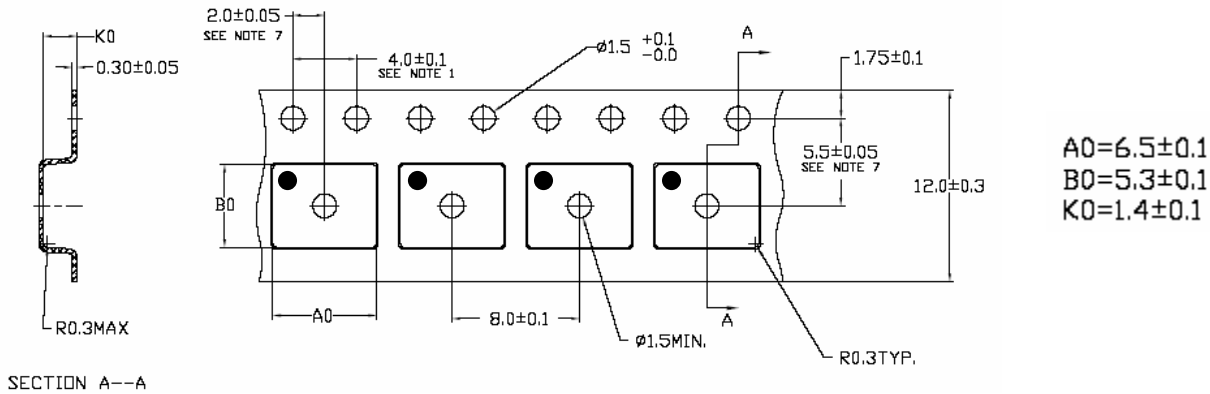 2.0±0.05
SEE NOTE 7
K0
0.30±0.05
4.0±0.1
SEE NOTE 1
Ø1.5 +0.1
-0.0
A
1.75±0.1
5.5±0.05
SEE NOTE 7
12.0±0.3
B0
A0
8.0±0.1
Ø1.5MIN.
A
R0.3TYP.
R0.3MAX
SECTION A--A
A0=6.5±0.1
B0=5.3±0.1
K0=1.4±0.1